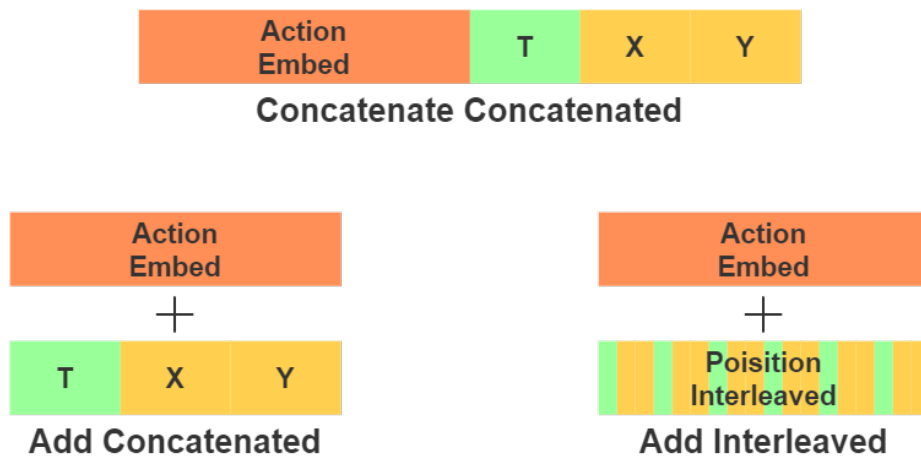 Action
Embed
T
X
Y
Concatenate Concatenated
Action
Embed
T
X
Y
Add Concatenated
Action
Embed
Poisition
Interleaved
Add Interleaved